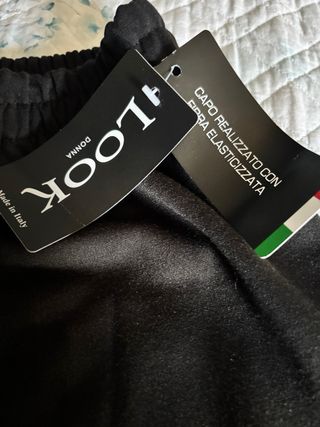 LOOK
DONNA
Made in Italy
CAPO REALIZZATO CON
FIBRA ELASTICIZZATA